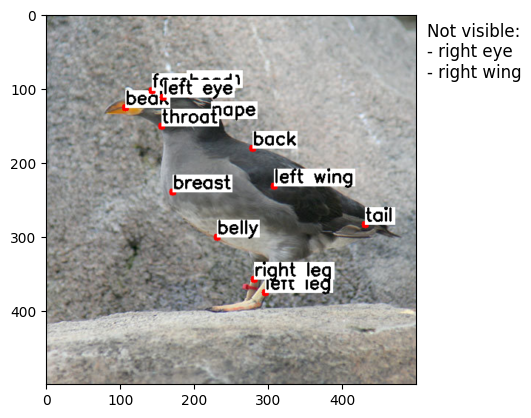 0
Not visible:
- right eye
- right wing
100
forehead
left eye
beak
nape
throat
back
200
left wing
breast
tail
belly
300
right leg
left leg
400
0 100 200 300 400